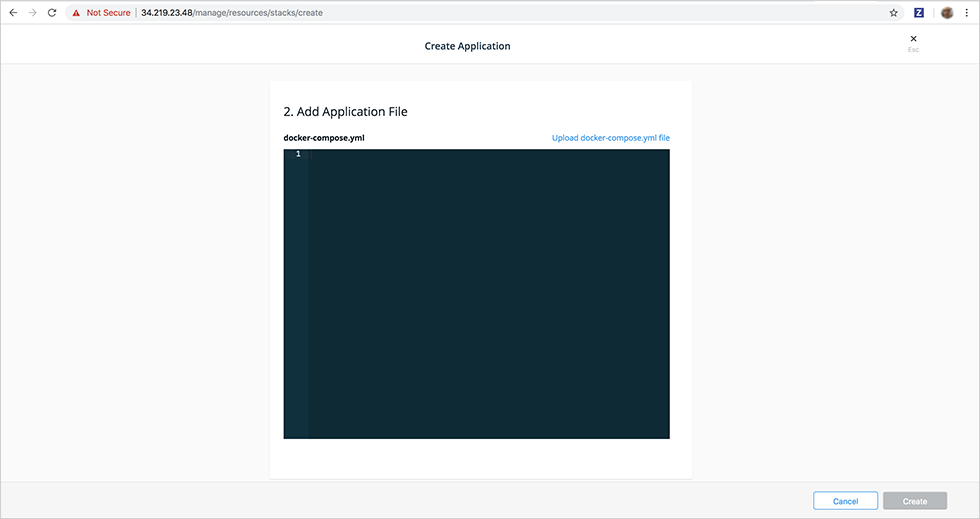 Not Secure 34.219.23.48/manage/resources/stacks/create Z
Create Application
Esc
2. Add Application File
docker-compose.yml Upload docker-compose.yml file
1
Cancel Create